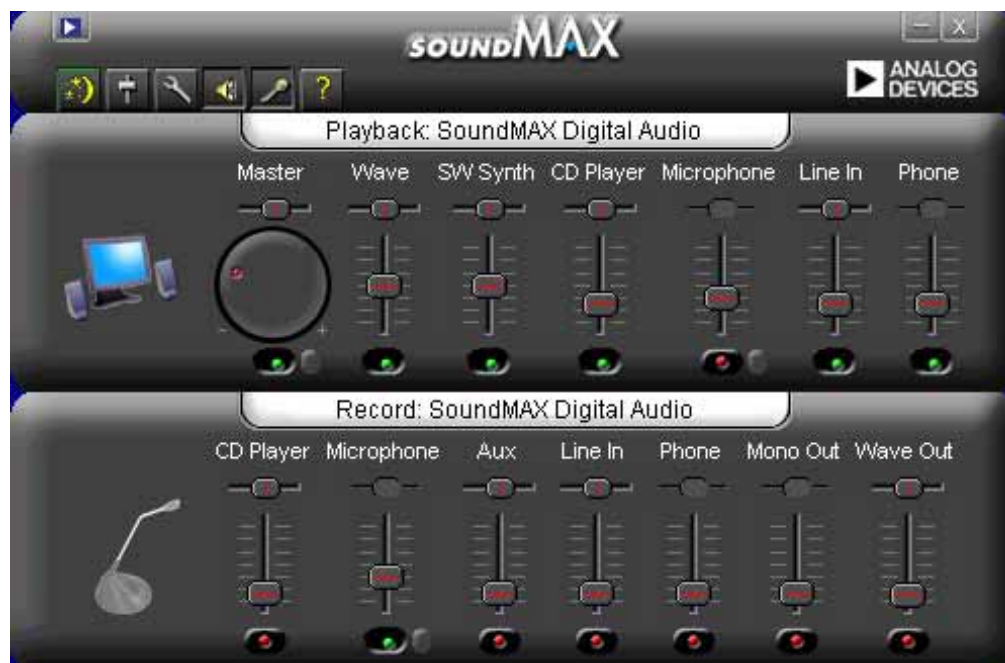 soundMAX
– X
?
ANALOG DEVICES
Playback: SoundMAX Digital Audio
Master Wave SW Synth CD Player Microphone Line In Phone
- +
Record: SoundMAX Digital Audio
CD Player Microphone Aux Line In Phone Mono Out Wave Out